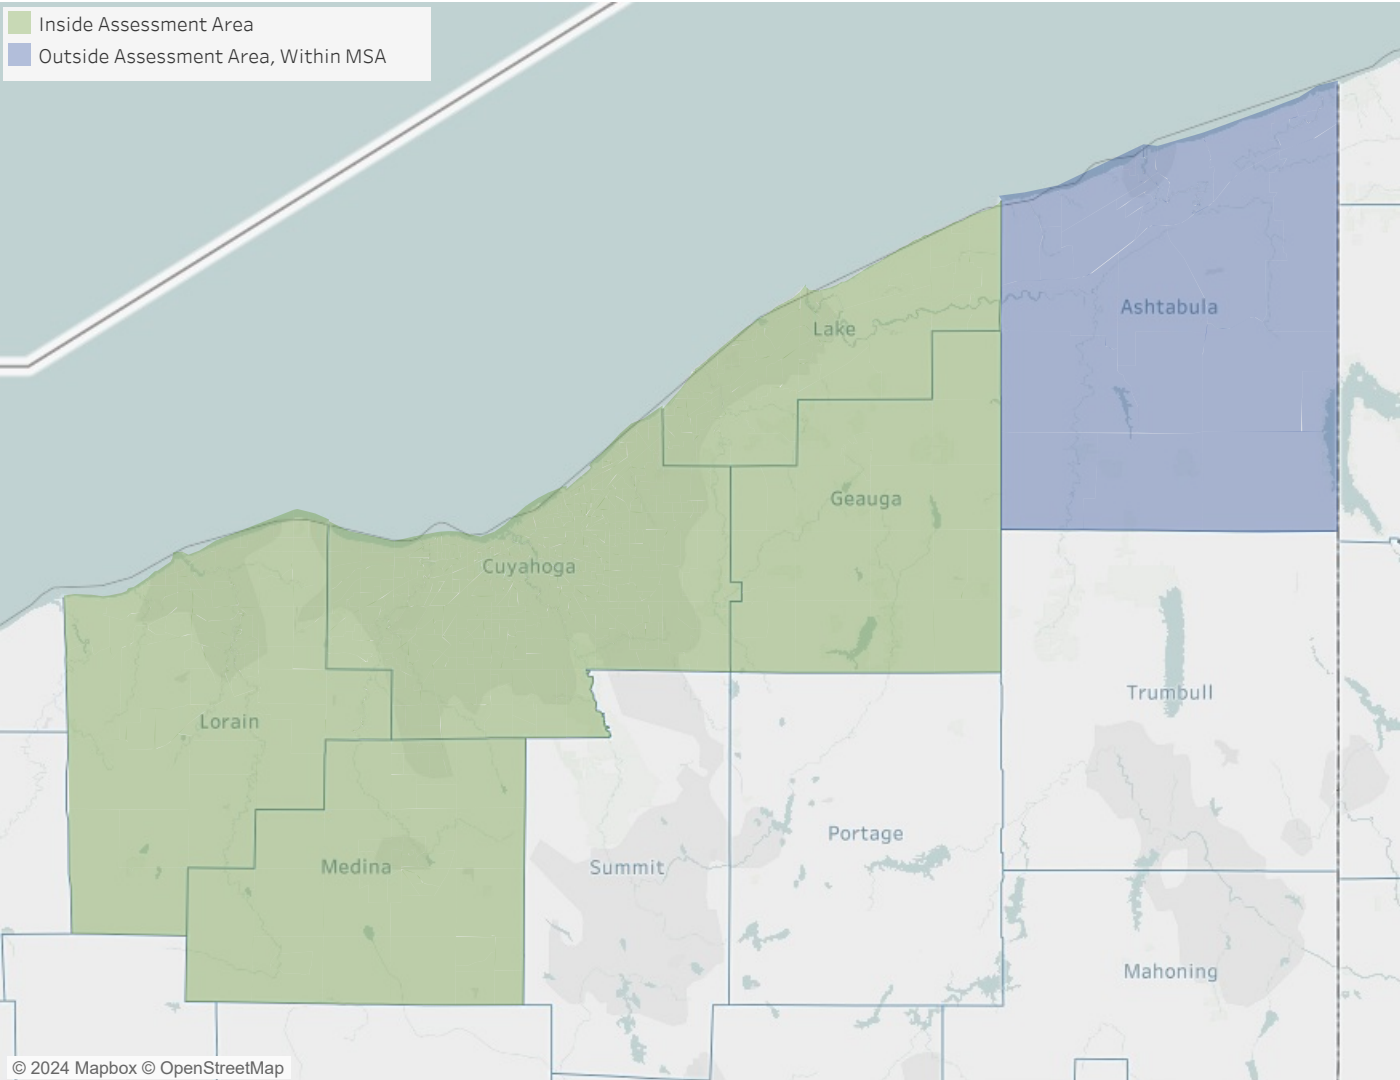 Inside Assessment Area
Outside Assessment Area, Within MSA
Ashtabula
Lake
Geauga
Cuyahoga
Trumbull
Lorain
Portage
Medina
Summit
Mahoning
© 2024 Mapbox © OpenStreetMap